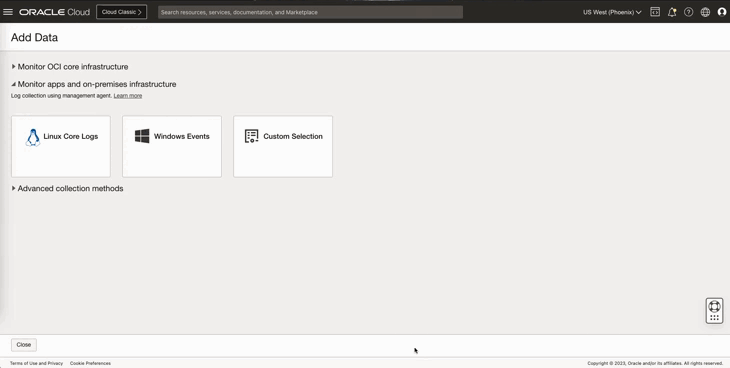 ORACLE Cloud
Cloud Classic >
Search resources, services, documentation, and Marketplace
US West (Phoenix)
Add Data
Monitor OCI core infrastructure
Monitor apps and on-premises infrastructure
Log collection using management agent. Learn more
Linux Core Logs
Windows Events
Custom Selection
Advanced collection methods
Close
Terms of Use and Privacy
Cookie Preferences
Copyright © 2023, Oracle and/or its affiliates. All rights reserved.